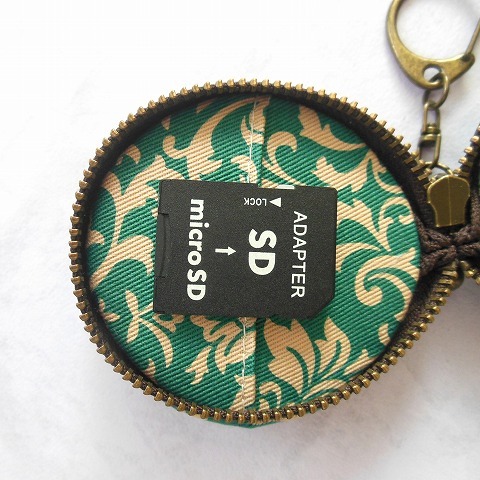 ◀ LOCK
ADAPTER
SD
↑
microSD